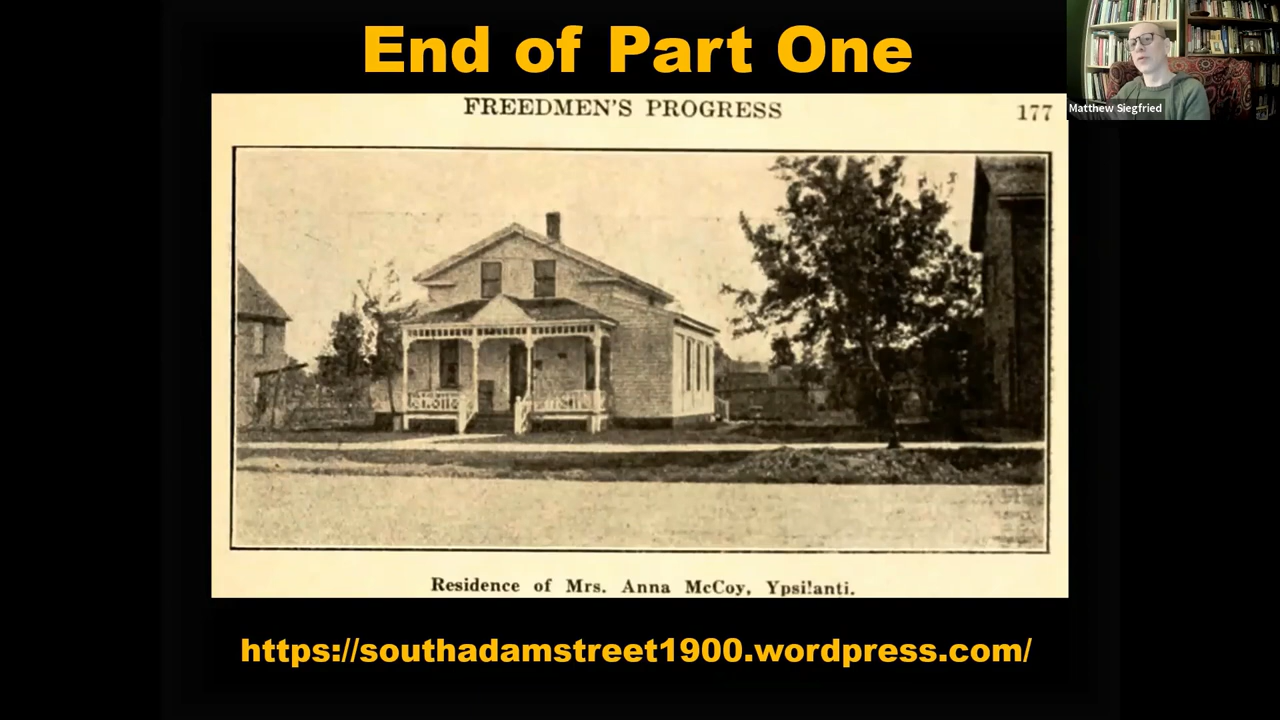 End of Part One
FREEDMEN'S PROGRESS 177
Matthew Siegfried
Residence of Mrs. Anna McCoy, Ypsilanti.
https://southadamstreet1900.wordpress.com/